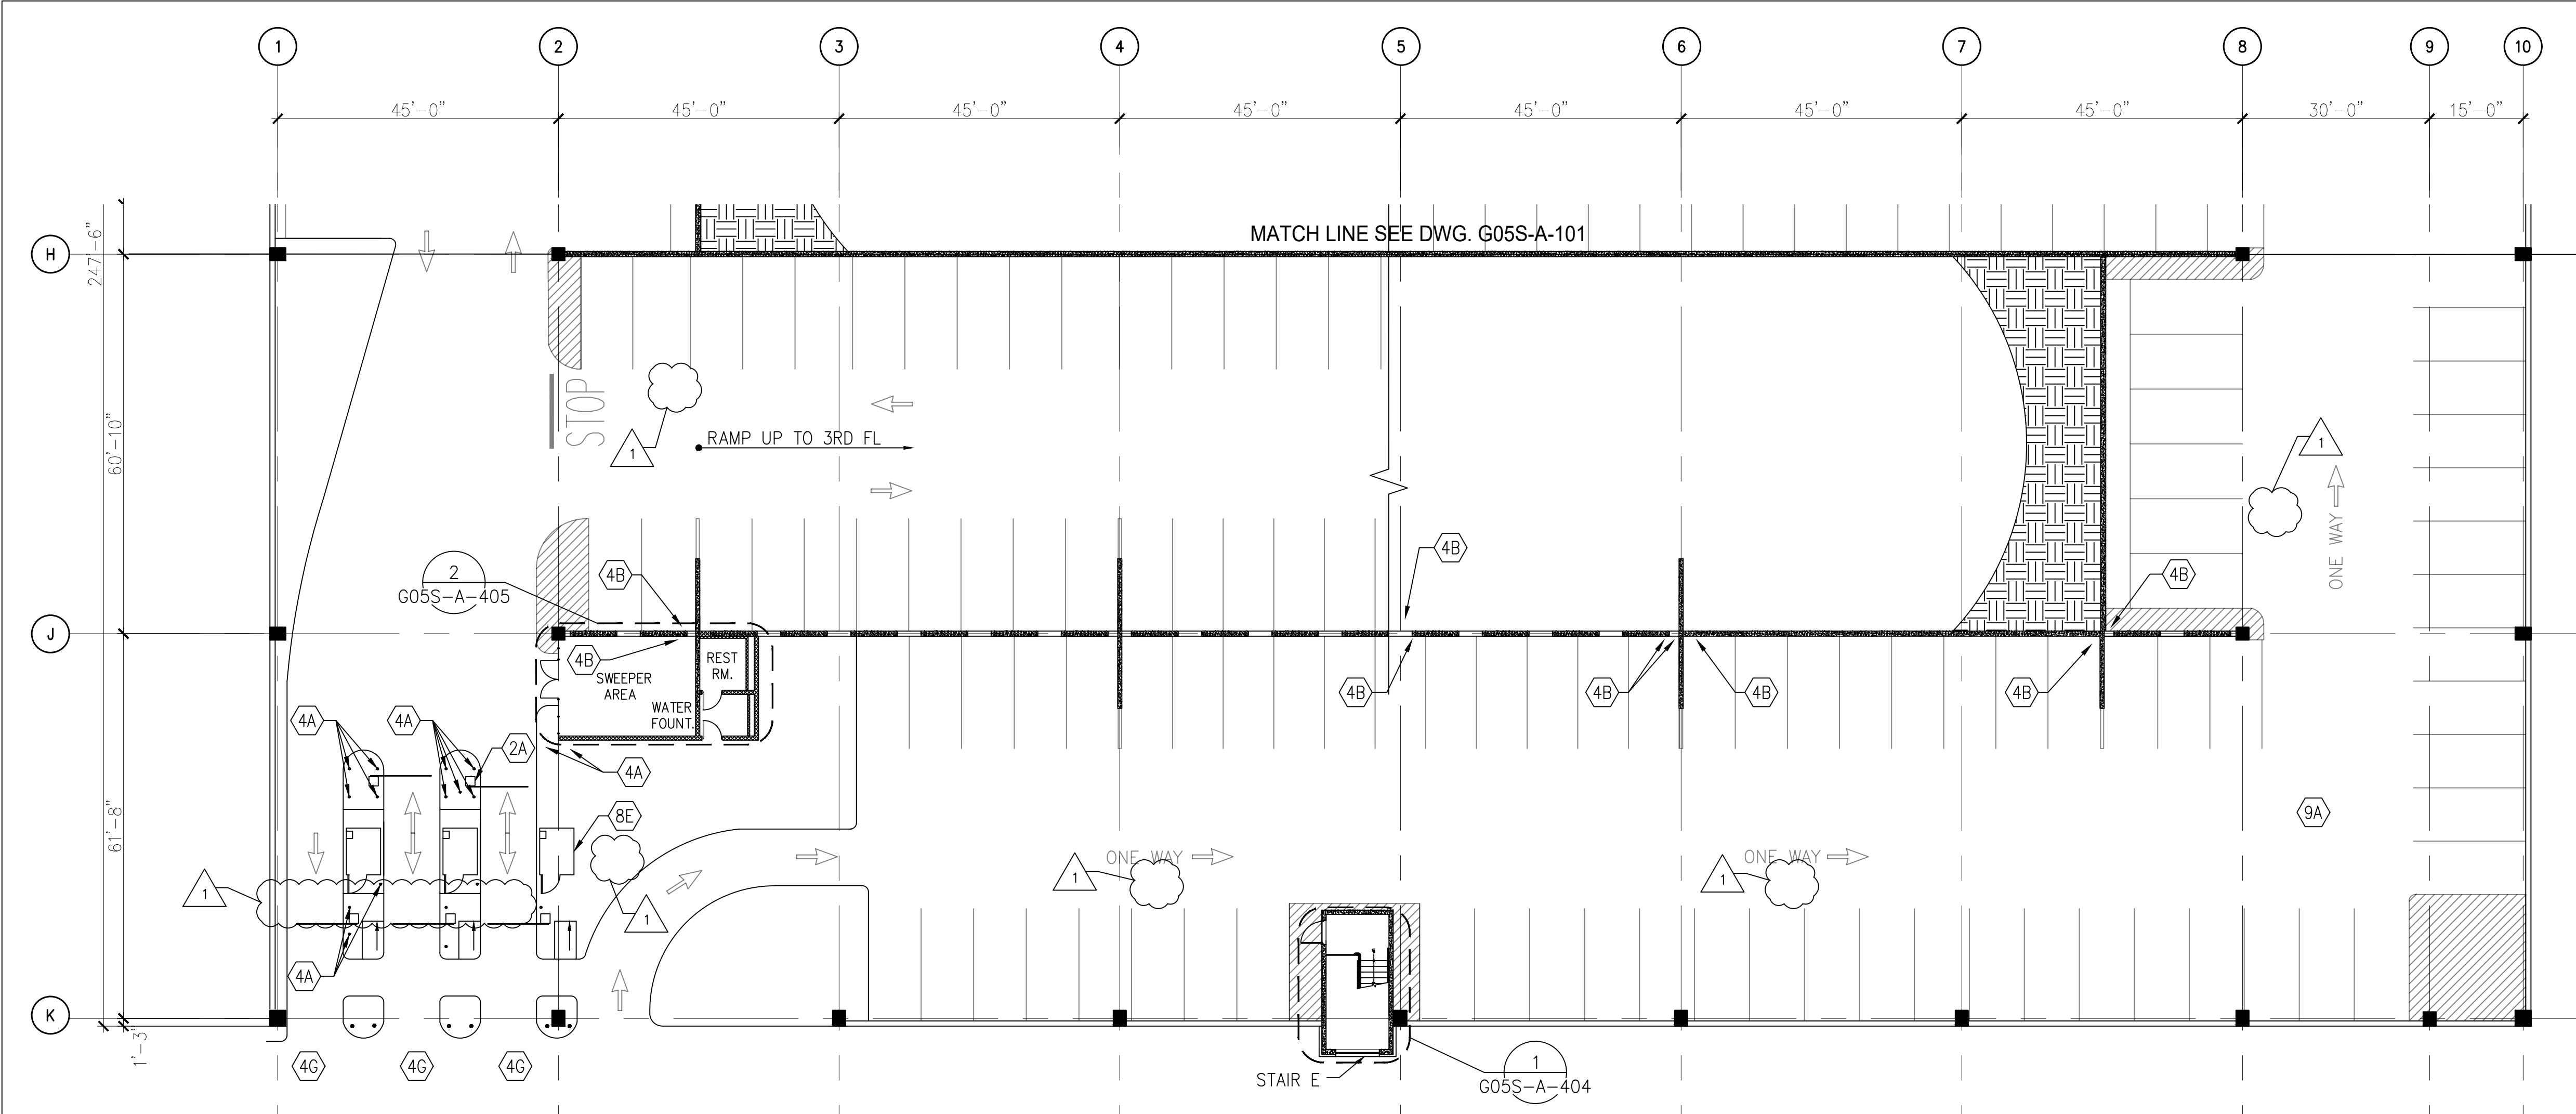 1 2 3 4 5 6 7 8 9 10
45'-0" 45'-0" 45'-0" 45'-0" 45'-0" 45'-0" 45'-0" 30'-0" 15'-0"
H
247'-6"
MATCH LINE SEE DWG. G05S-A-101
STOP
1
RAMP UP TO 3RD FL
60'-10"
1
ONE WAY
2
G05S-A-405
4B
4B
4B
J
4B
SWEEPER
AREA
REST
RM.
WATER
FOUNT.
4B
4B
4B
4B
4A
4A
2A
4A
8E
9A
61'-8"
ONE WAY
ONE WAY
1
1
1
1
4A
K
1'-3"
4G
4G
4G
STAIR E
1
G05S-A-404